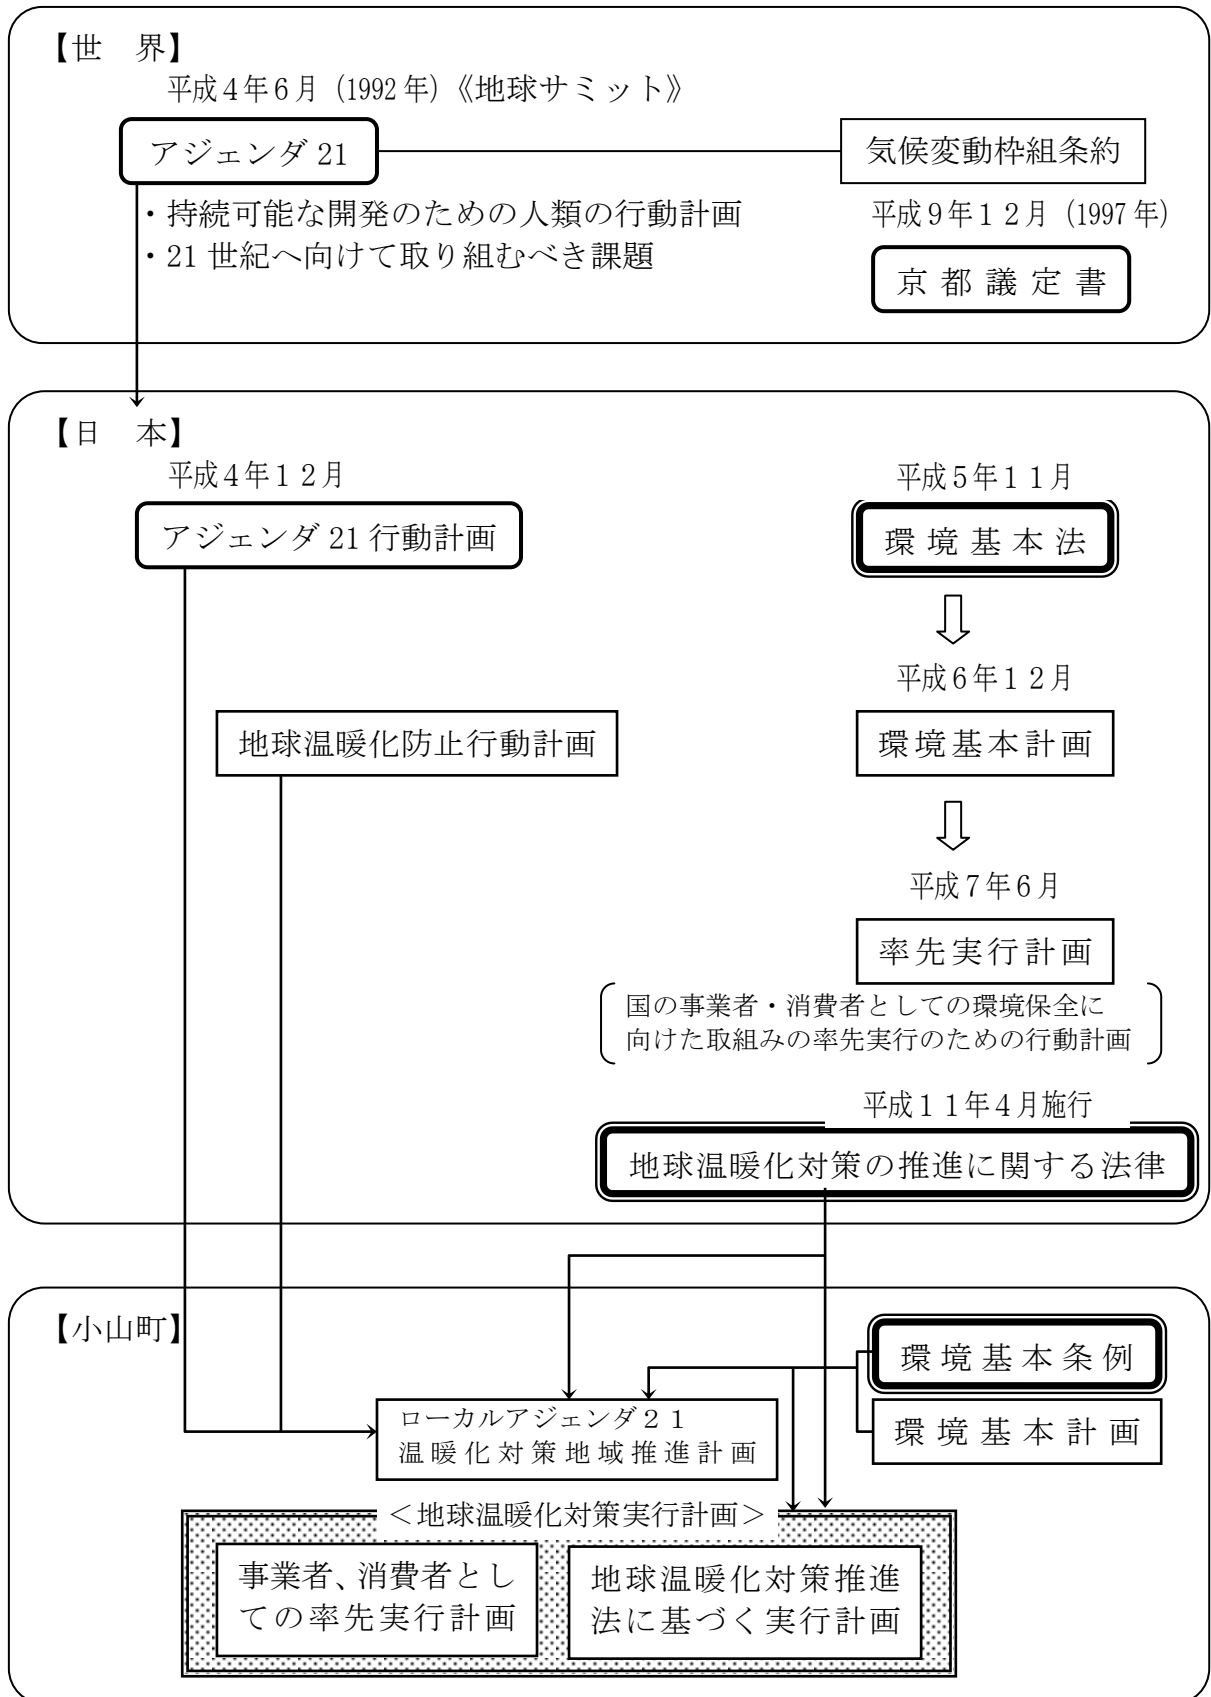 【世　界】
平成４年６月（1992年）《地球サミット》
アジェンダ 21
気候変動枠組条約
・持続可能な開発のための人類の行動計画
・21 世紀へ向けて取り組むべき課題
平成９年１２月（1997年）
京都議定書
【日　本】
平成４年１２月
平成５年１１月
アジェンダ 21 行動計画
環境基本法
平成６年１２月
地球温暖化防止行動計画
環境基本計画
平成７年６月
率先実行計画
国の事業者・消費者としての環境保全に
向けた取組みの率先実行のための行動計画
平成１１年４月施行
地球温暖化対策の推進に関する法律
【小山町】
環境基本条例
環境基本計画
ローカルアジェンダ２１
温暖化対策地域推進計画
＜地球温暖化対策実行計画＞
事業者、消費者とし
ての率先実行計画
地球温暖化対策推進
法に基づく実行計画